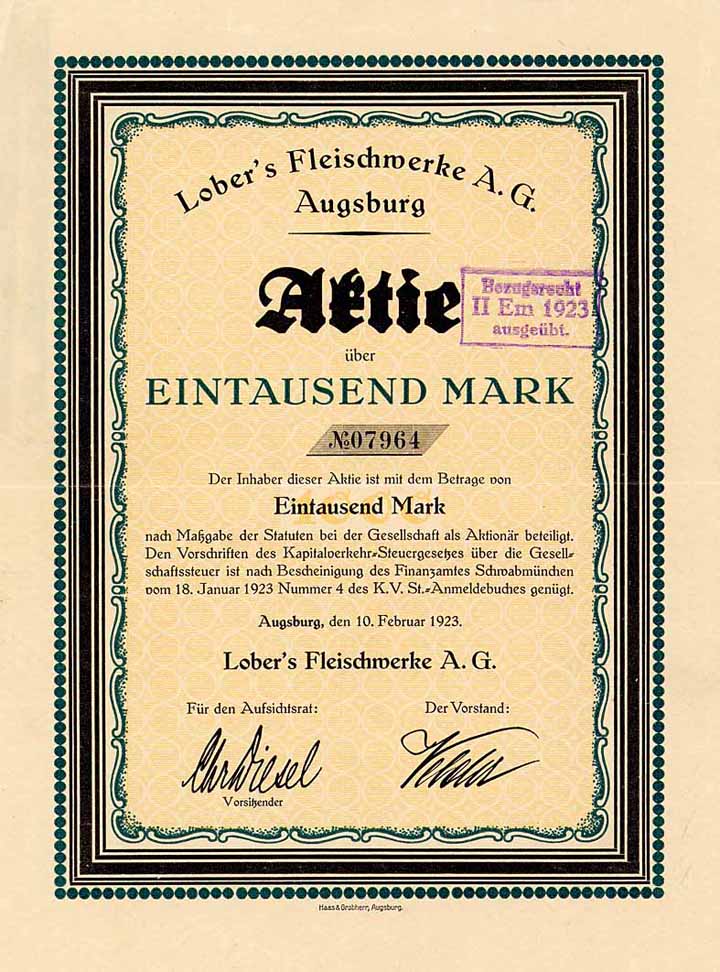 Lober's Fleischwerke A. G.
Augsburg
Aktie
Bezugsrecht
II Em 1923
ausgeübt.
über
EINTAUSEND MARK
№07964
Der Inhaber dieser Aktie ist mit dem Betrage von
1000
Eintausend Mark
nach Maßgabe der Statuten bei der Gesellschaft als Aktionär beteiligt.
Den Vorschriften des Kapitalverkehr-Steuergesetzes über die Gesell-
schaftssteuer ist nach Bescheinigung des Finanzamtes Schwabmünchen
vom 18. Januar 1923 Nummer 4 des K.V. St.-Anmeldebuches genügt.
Augsburg, den 10. Februar 1923.
Lober's Fleischwerke A. G.
Für den Aufsichtsrat:
Der Vorstand:
Chr Diesel
Vorsitzender
Haas & Grabherr, Augsburg.